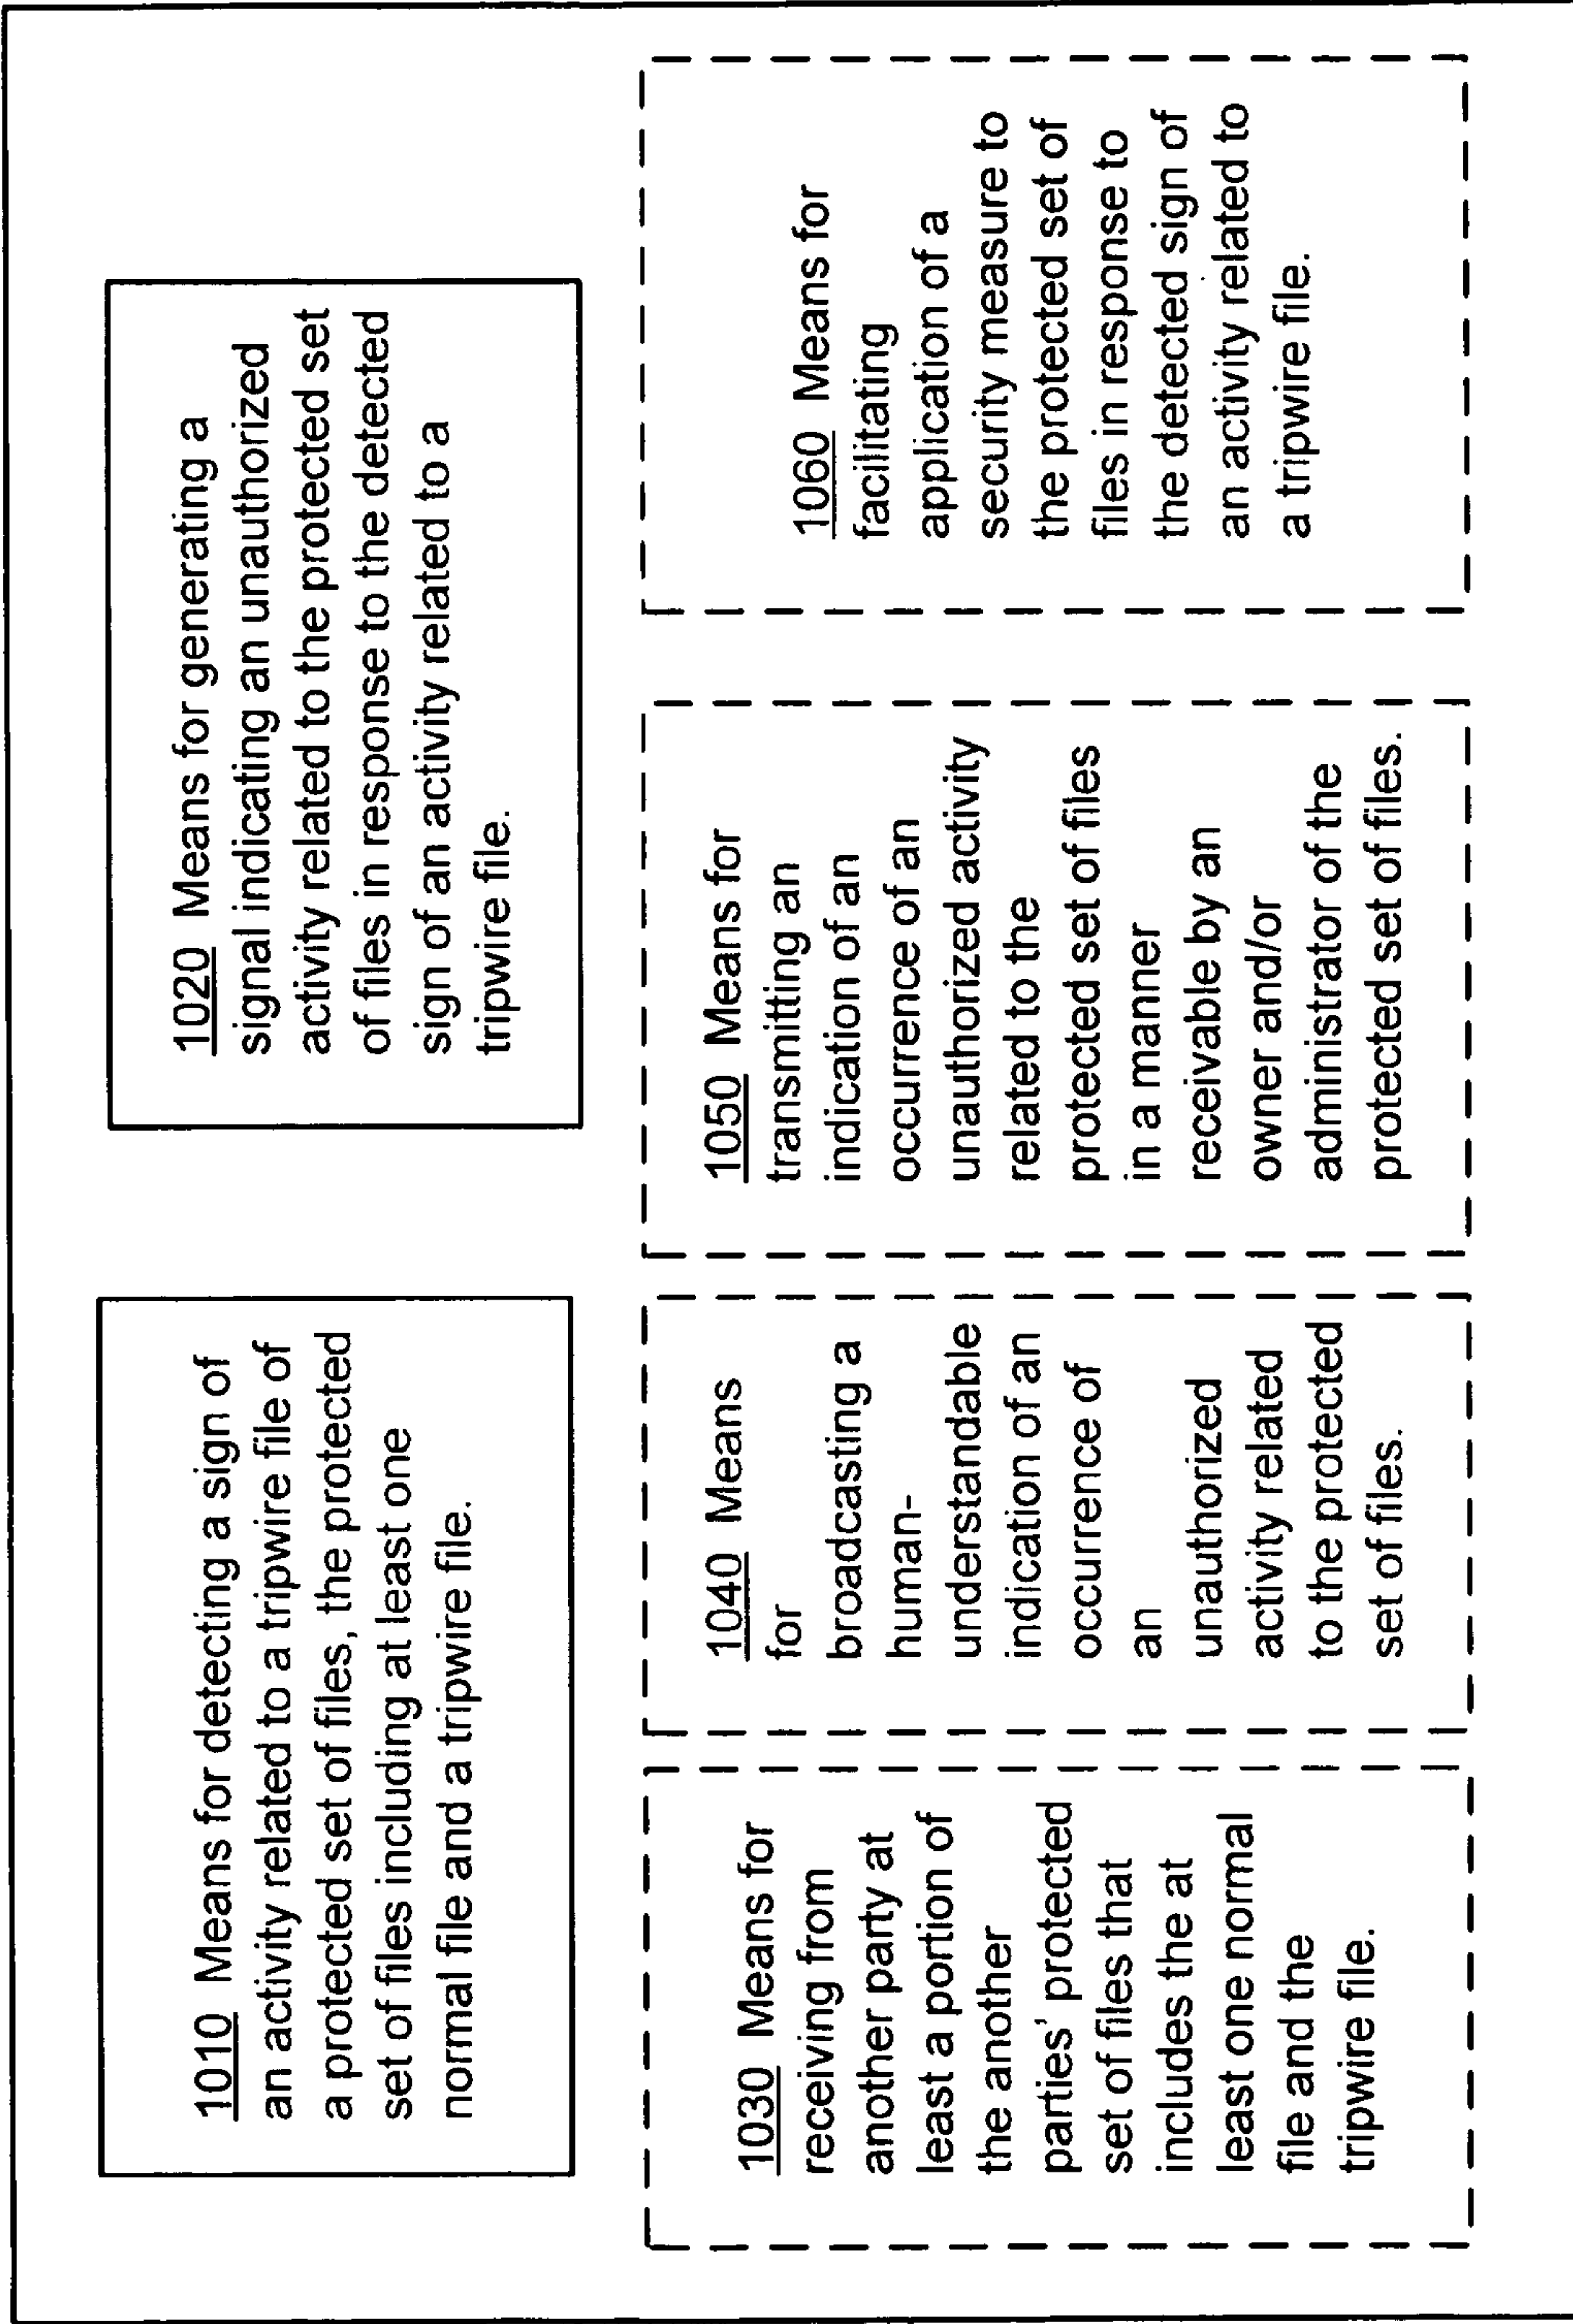 1010 Means for detecting a sign of
an activity related to a tripwire file of
a protected set of files, the protected
set of files including at least one
normal file and a tripwire file.
1020 Means for generating a
signal indicating an unauthorized
activity related to the protected set
of files in response to the detected
sign of an activity related to a
tripwire file.
1030 Means for
receiving from
another party at
least a portion of
the another
parties' protected
set of files that
includes the at
least one normal
file and the
tripwire file.
1040 Means
for
broadcasting a
human-
understandable
indication of an
occurrence of
an
unauthorized
activity related
to the protected
set of files.
1050 Means for
transmitting an
indication of an
occurrence of an
unauthorized activity
related to the
protected set of files
in a manner
receivable by an
owner and/or
administrator of the
protected set of files.
1060 Means for
facilitating
application of a
security measure to
the protected set of
files in response to
the detected sign of
an activity related to
a tripwire file.